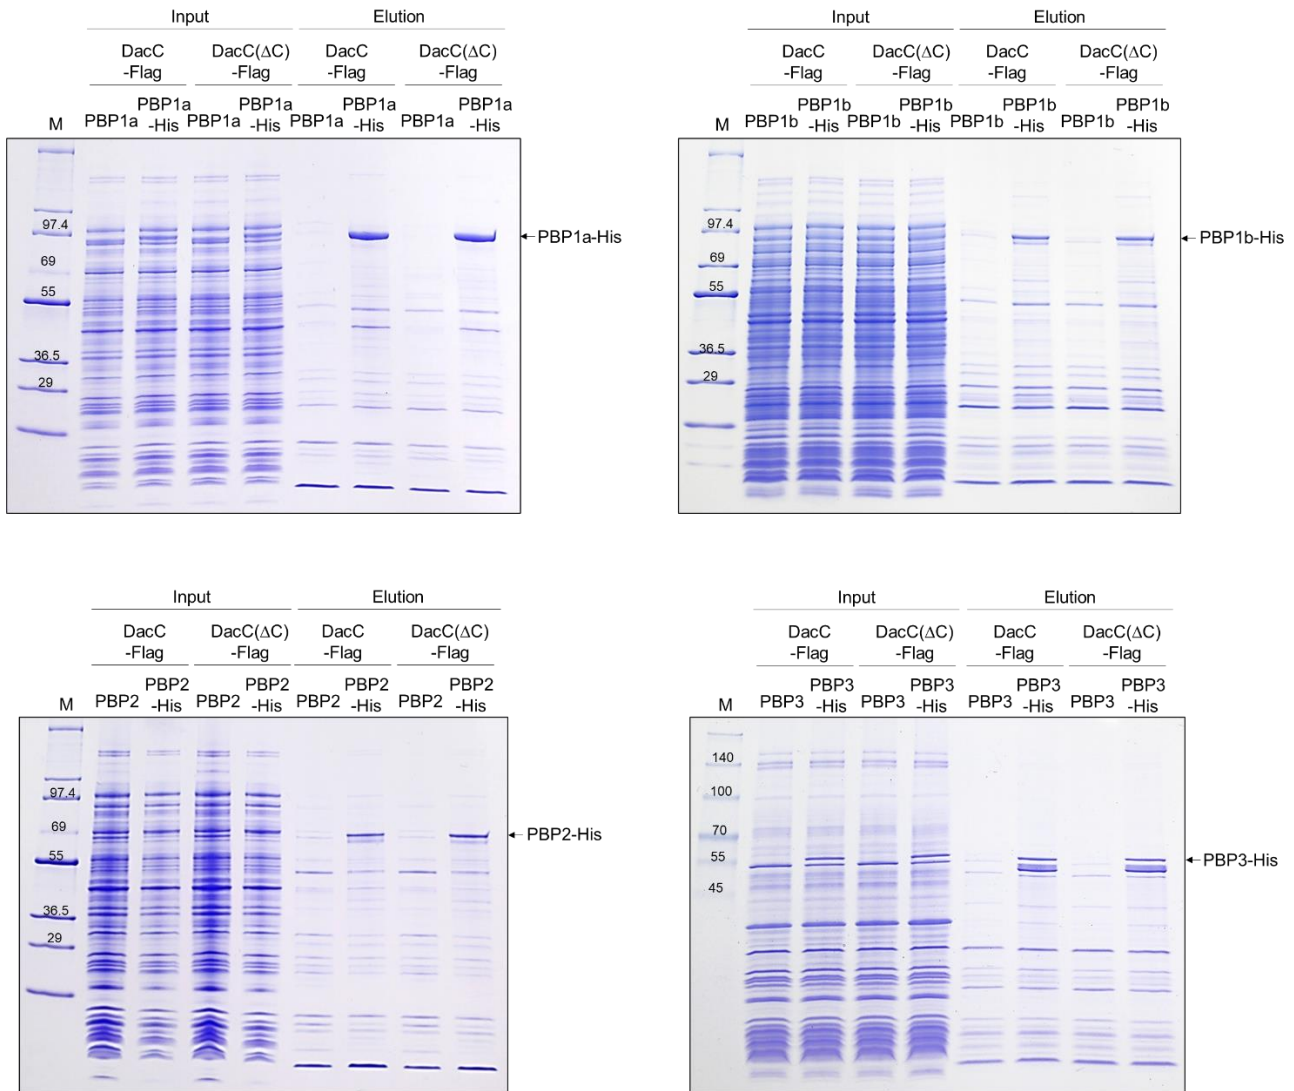 Input Elution
DacC DacC(ΔC) DacC DacC(ΔC)
-Flag -Flag -Flag -Flag
PBP1a PBP1a PBP1a PBP1a
M PBP1a -His PBP1a -His PBP1a -His PBP1a -His
97.4
69
55
36.5
29
PBP1a-His
Input Elution
DacC DacC(ΔC) DacC DacC(ΔC)
-Flag -Flag -Flag -Flag
PBP1b PBP1b PBP1b PBP1b
M PBP1b -His PBP1b -His PBP1b -His PBP1b -His
97.4
69
55
36.5
29
PBP1b-His
Input Elution
DacC DacC(ΔC) DacC DacC(ΔC)
-Flag -Flag -Flag -Flag
PBP2 PBP2 PBP2 PBP2
M PBP2 -His PBP2 -His PBP2 -His PBP2 -His
97.4
69
55
36.5
29
PBP2-His
Input Elution
DacC DacC(ΔC) DacC DacC(ΔC)
-Flag -Flag -Flag -Flag
PBP3 PBP3 PBP3 PBP3
M PBP3 -His PBP3 -His PBP3 -His PBP3 -His
140
100
70
55
45
PBP3-His